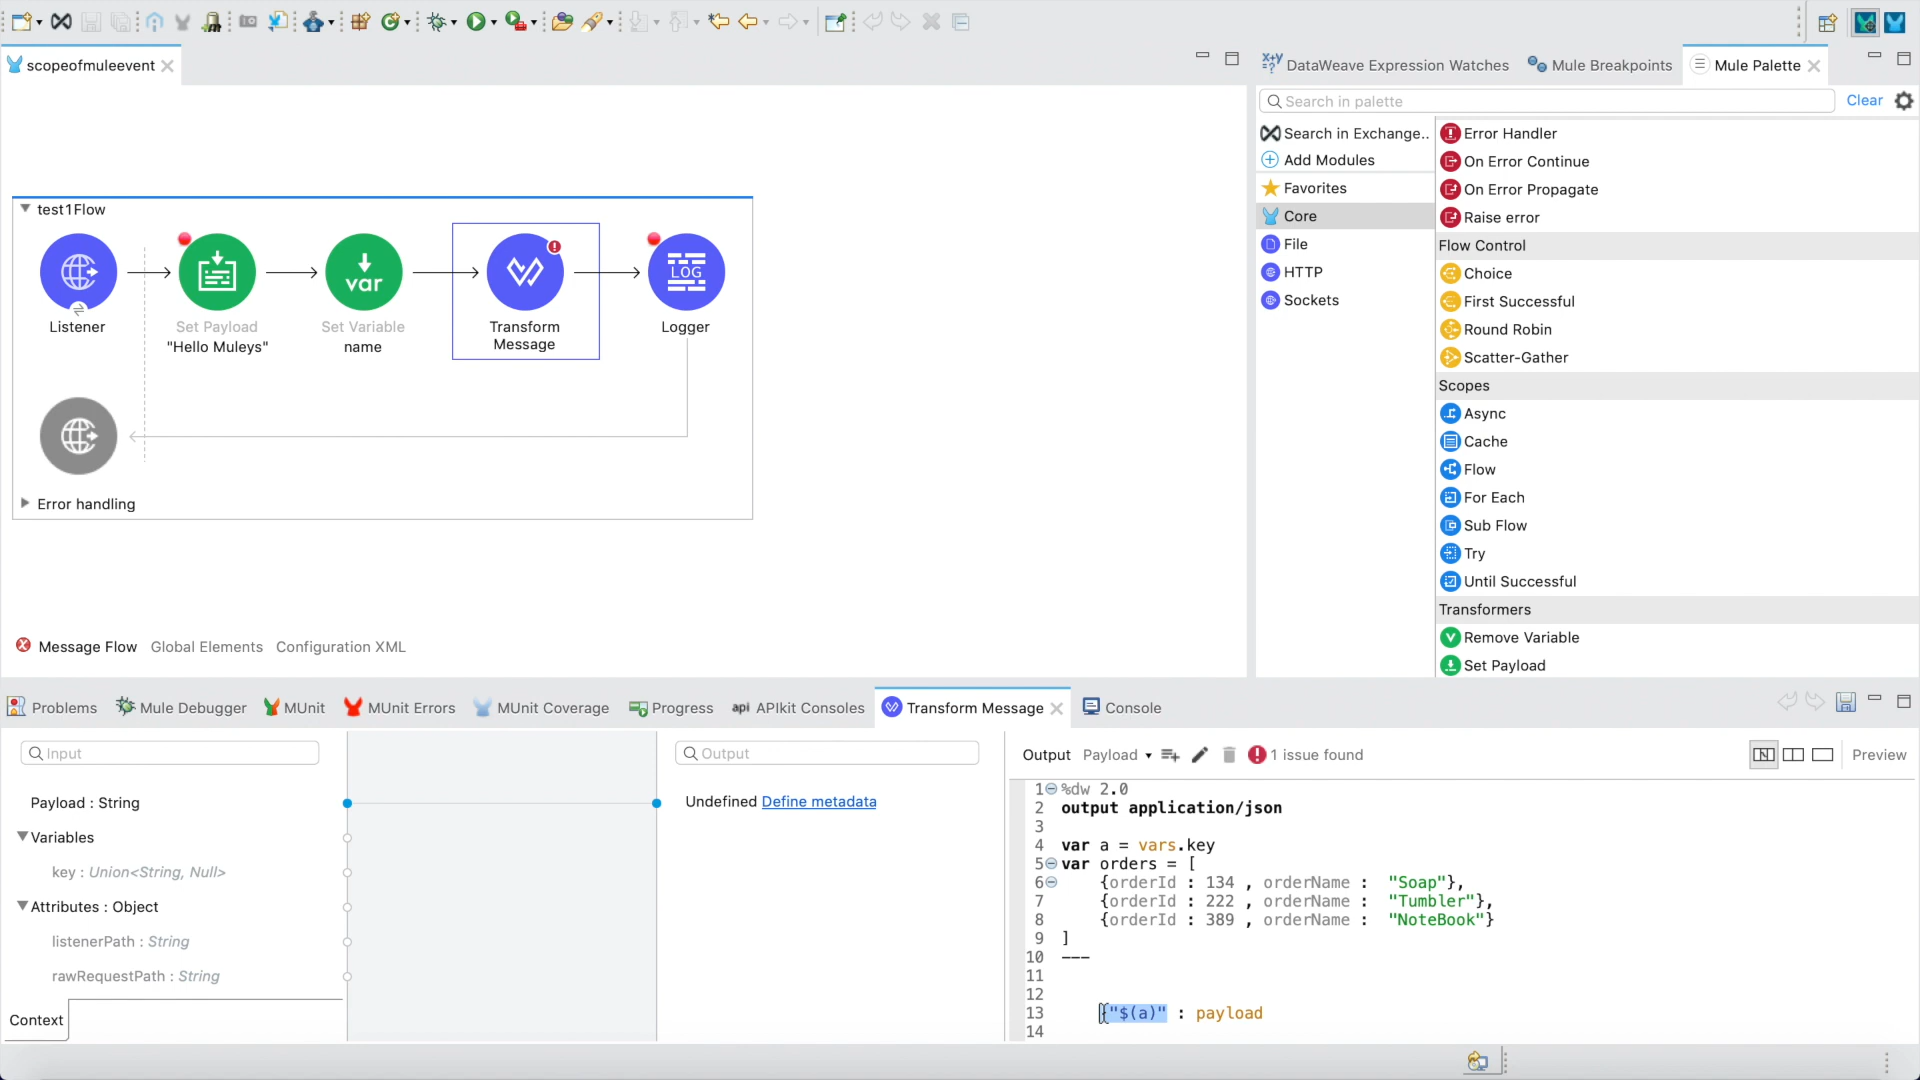 scopeofmuleevent
DataWeave Expression Watches
Mule Breakpoints
Mule Palette
Search in palette
Clear
Search in Exchange..
Add Modules
Favorites
Core
File
HTTP
Sockets
Error Handler
On Error Continue
On Error Propagate
Raise error
Flow Control
Choice
First Successful
Round Robin
Scatter-Gather
Scopes
Async
Cache
Flow
For Each
Sub Flow
Try
Until Successful
Transformers
Remove Variable
Set Payload
test1Flow
var
LOG
Listener
Set Payload
"Hello Muleys"
Set Variable
name
Transform
Message
Logger
Error handling
Message Flow
Global Elements
Configuration XML
Problems
Mule Debugger
MUnit
MUnit Errors
MUnit Coverage
Progress
api APIkit Consoles
Transform Message
Console
Input
Payload : String
Variables
key : Union<String, Null>
Attributes : Object
listenerPath : String
rawRequestPath : String
Context
Output
Undefined Define metadata
Output Payload
1 issue found
Preview
1 %dw 2.0
2 output application/json
3
4 var a = vars.key
5 var orders = [
6 {orderId : 134 , orderName : "Soap"},
7 {orderId : 222 , orderName : "Tumbler"},
8 {orderId : 389 , orderName : "NoteBook"}
9 ]
10 ---
11
12
13 {"$(a)" : payload
14